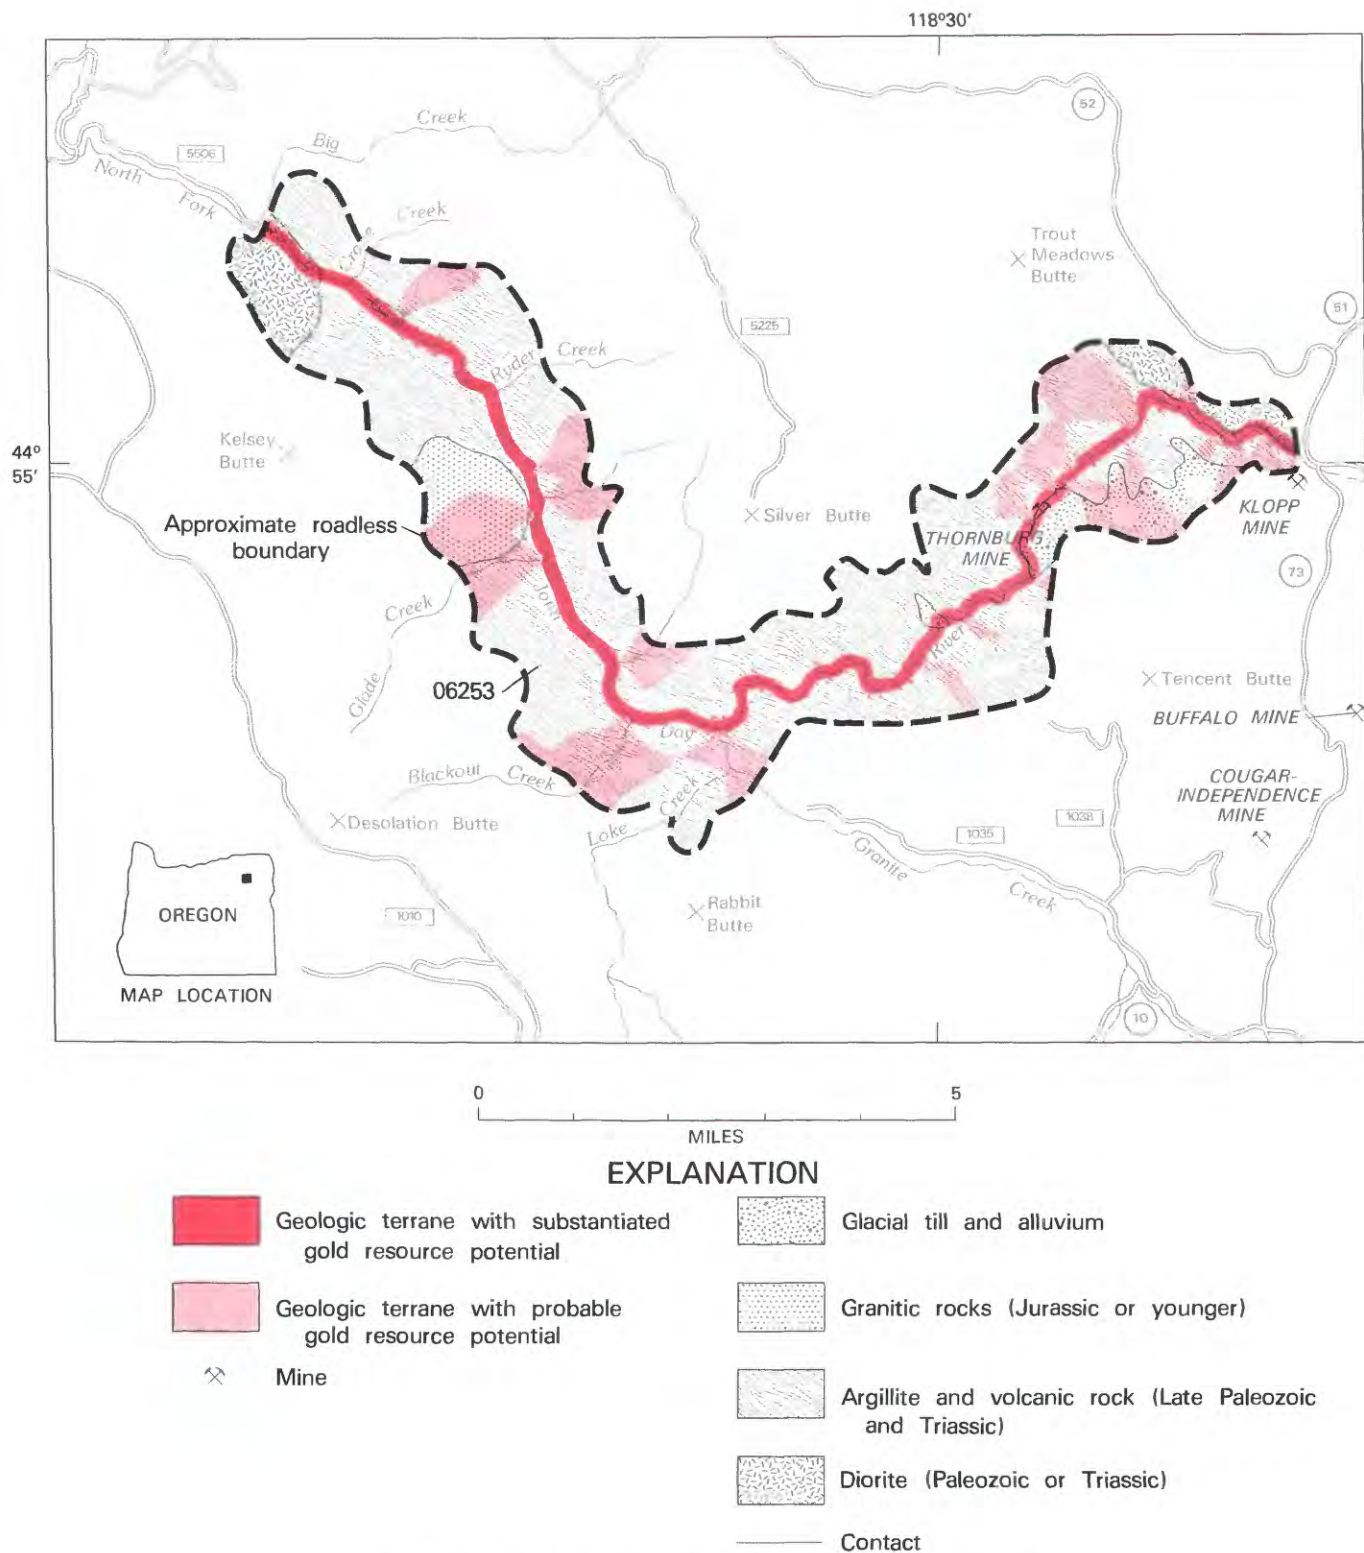 118°30'
52
Big
Creek
5506
North
Fork
Creek
Crane
Trout
Meadows
Butte
51
5225
Ryder
Creek
Kelsey
Butte
44°
55'
Silver Butte
KLOPP
MINE
Approximate roadless
boundary
THORNBURG
MINE
73
John
Creek
Glade
River
06253
Tencent Butte
BUFFALO MINE
Day
Blackout
Creek
Creek
Loke
COUGAR-
INDEPENDENCE
MINE
Desolation Butte
1035
1038
Granite
Creek
Rabbit
Butte
1010
OREGON
MAP LOCATION
10
0
5
MILES
EXPLANATION
Geologic terrane with substantiated
gold resource potential
Geologic terrane with probable
gold resource potential
Mine
Glacial till and alluvium
Granitic rocks (Jurassic or younger)
Argillite and volcanic rock (Late Paleozoic
and Triassic)
Diorite (Paleozoic or Triassic)
Contact